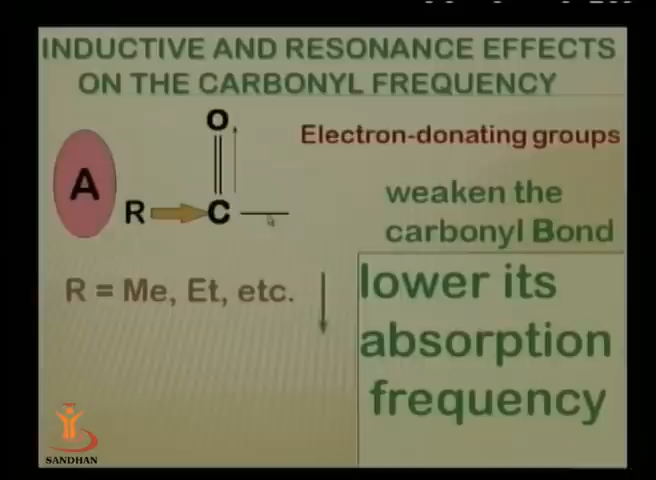 INDUCTIVE AND RESONANCE EFFECTS
ON THE CARBONYL FREQUENCY
A
O
R
C
Electron-donating groups
weaken the
carbonyl Bond
R = Me, Et, etc.
lower its
absorption
frequency
SANDHAN